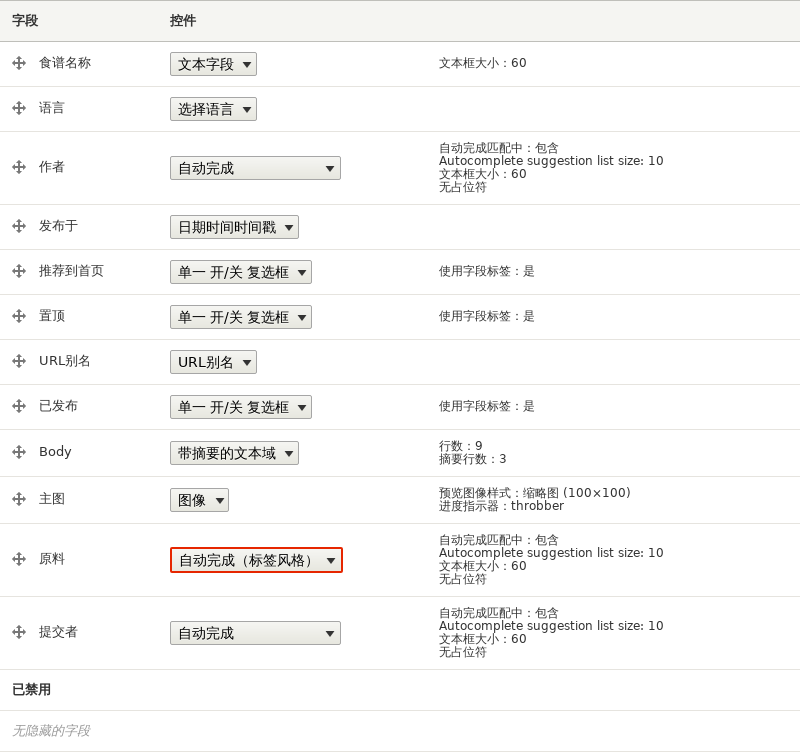 字段 控件
食谱名称 文本字段 文本框大小：60
语言 选择语言
作者 自动完成 自动完成匹配中：包含
Autocomplete suggestion list size: 10
文本框大小：60
无占位符
发布于 日期时间时间戳
推荐到首页 单一 开/关 复选框 使用字段标签：是
置顶 单一 开/关 复选框 使用字段标签：是
URL别名 URL别名
已发布 单一 开/关 复选框 使用字段标签：是
Body 带摘要的文本域 行数：9
摘要行数：3
主图 图像 预览图像样式：缩略图 (100×100)
进度指示器：throbber
原料 自动完成（标签风格） 自动完成匹配中：包含
Autocomplete suggestion list size: 10
文本框大小：60
无占位符
提交者 自动完成 自动完成匹配中：包含
Autocomplete suggestion list size: 10
文本框大小：60
无占位符
已禁用
无隐藏的字段